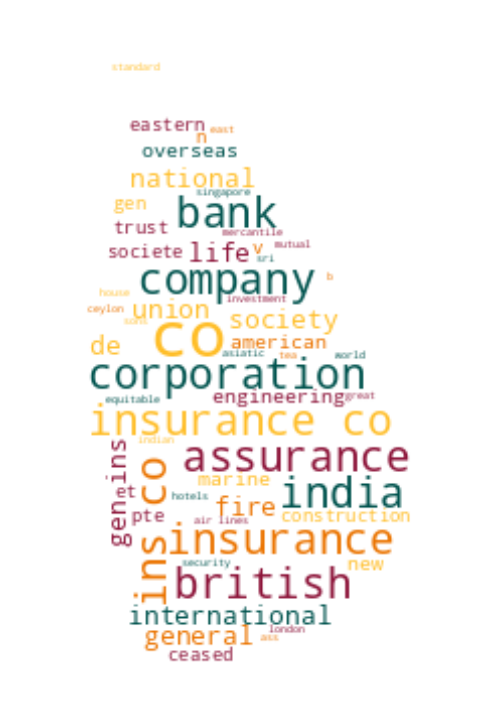 standard
eastern
east
n
overseas
national
singapore
gen
bank
trust
mercantile
societe
life
v
mutual
sri
company
b
house
investment
ceylon
union
sons
co
society
de
american
asiatic
tea
world
corporation
equitable
engineering
great
insurance co
indian
gen ins
assurance
et
marine
india
ins co
hotels
fire
pte
air lines
construction
insurance
security
new
british
international
general
london
ass
ceased